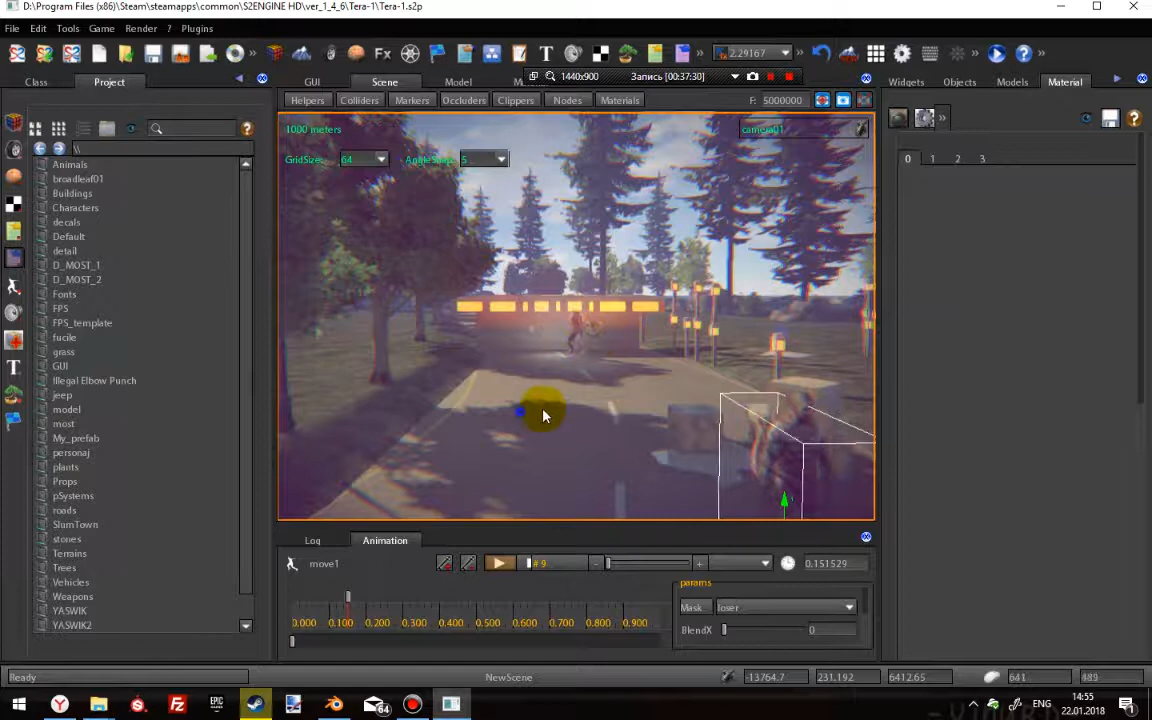 D:\Program Files (x86)\Steam\steamapps\common\S2ENGINE HD\ver_1_4_6\Tera-1\Tera-1.s2p
File Edit Tools Game Render ? Plugins
Fx T » 2.29167 »
1440x900 Запись [00:37:30]
Class Project GUI Scene Model Widgets Objects Models Material
Helpers Colliders Markers Occluders Clippers Nodes Materials F: 5000000
1000 meters camera01
GridSize: 64 5
0 1 2 3
\\
Animals
broadleaf01
Buildings
Characters
decals
Default
detail
D_MOST_1
D_MOST_2
Fonts
FPS
FPS_template
fucile
grass
GUI
Illegal Elbow Punch
jeep
model
most
My_prefab
personaj
plants
Props
pSystems
roads
SlumTown
stones
Terrains
Trees
Vehicles
Weapons
YASWIK
YASWIK2
Log Animation
move1 # 9 - + 0.151529
params
Mask loser
BlendX 0
0.000 0.100 0.200 0.300 0.400 0.500 0.600 0.700 0.800 0.900
Ready NewScene 13764.7 231.192 6412.65 641 489
EPIC 64 ENG 14:55
22.01.2018 1